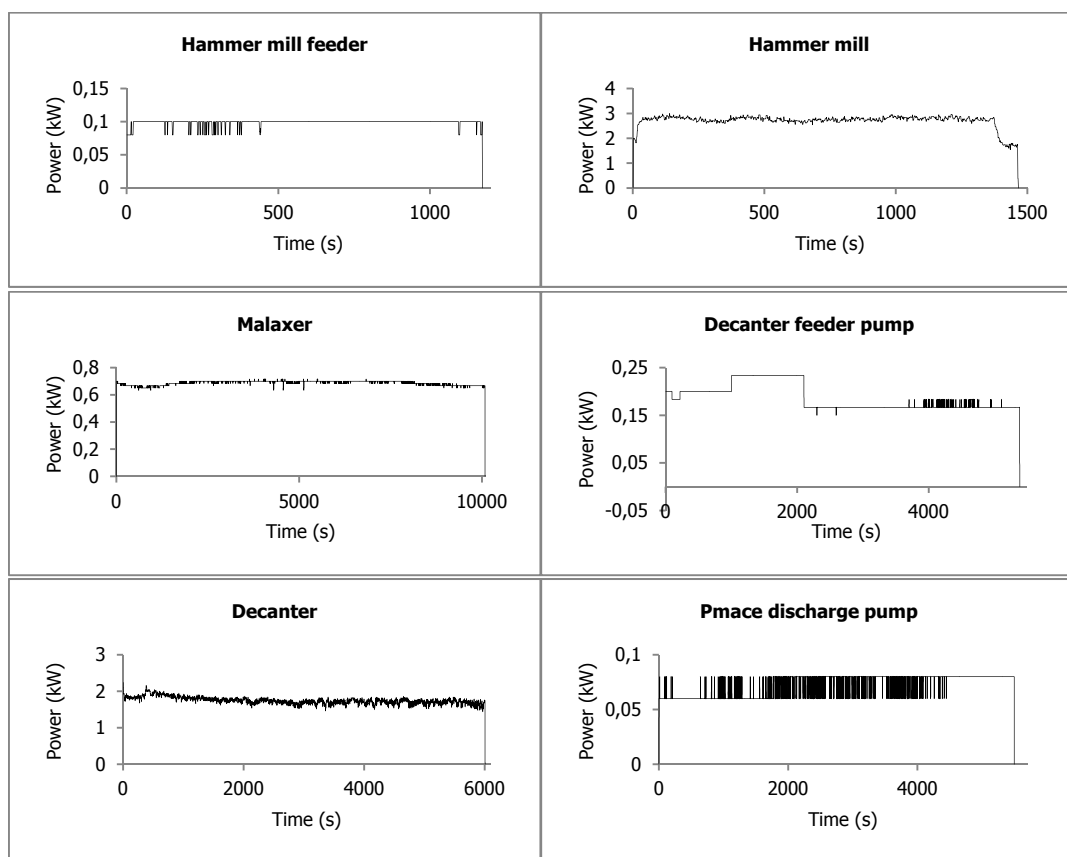 Hammer mill feeder
0,15
0,1
0,05
0
Power (kW)
0
500
1000
Time (s)
Hammer mill
4
3
2
1
0
Power (kW)
0
500
1000
1500
Time (s)
Malaxer
0,8
0,6
0,4
0,2
0
Power (kW)
0
5000
10000
Time (s)
Decanter feeder pump
0,25
0,15
0,05
-0,05
Power (kW)
0
2000
4000
Time (s)
Decanter
3
2
1
0
Power (kW)
0
2000
4000
6000
Time (s)
Pmace discharge pump
0,1
0,05
0
Power (kW)
0
2000
4000
Time (s)